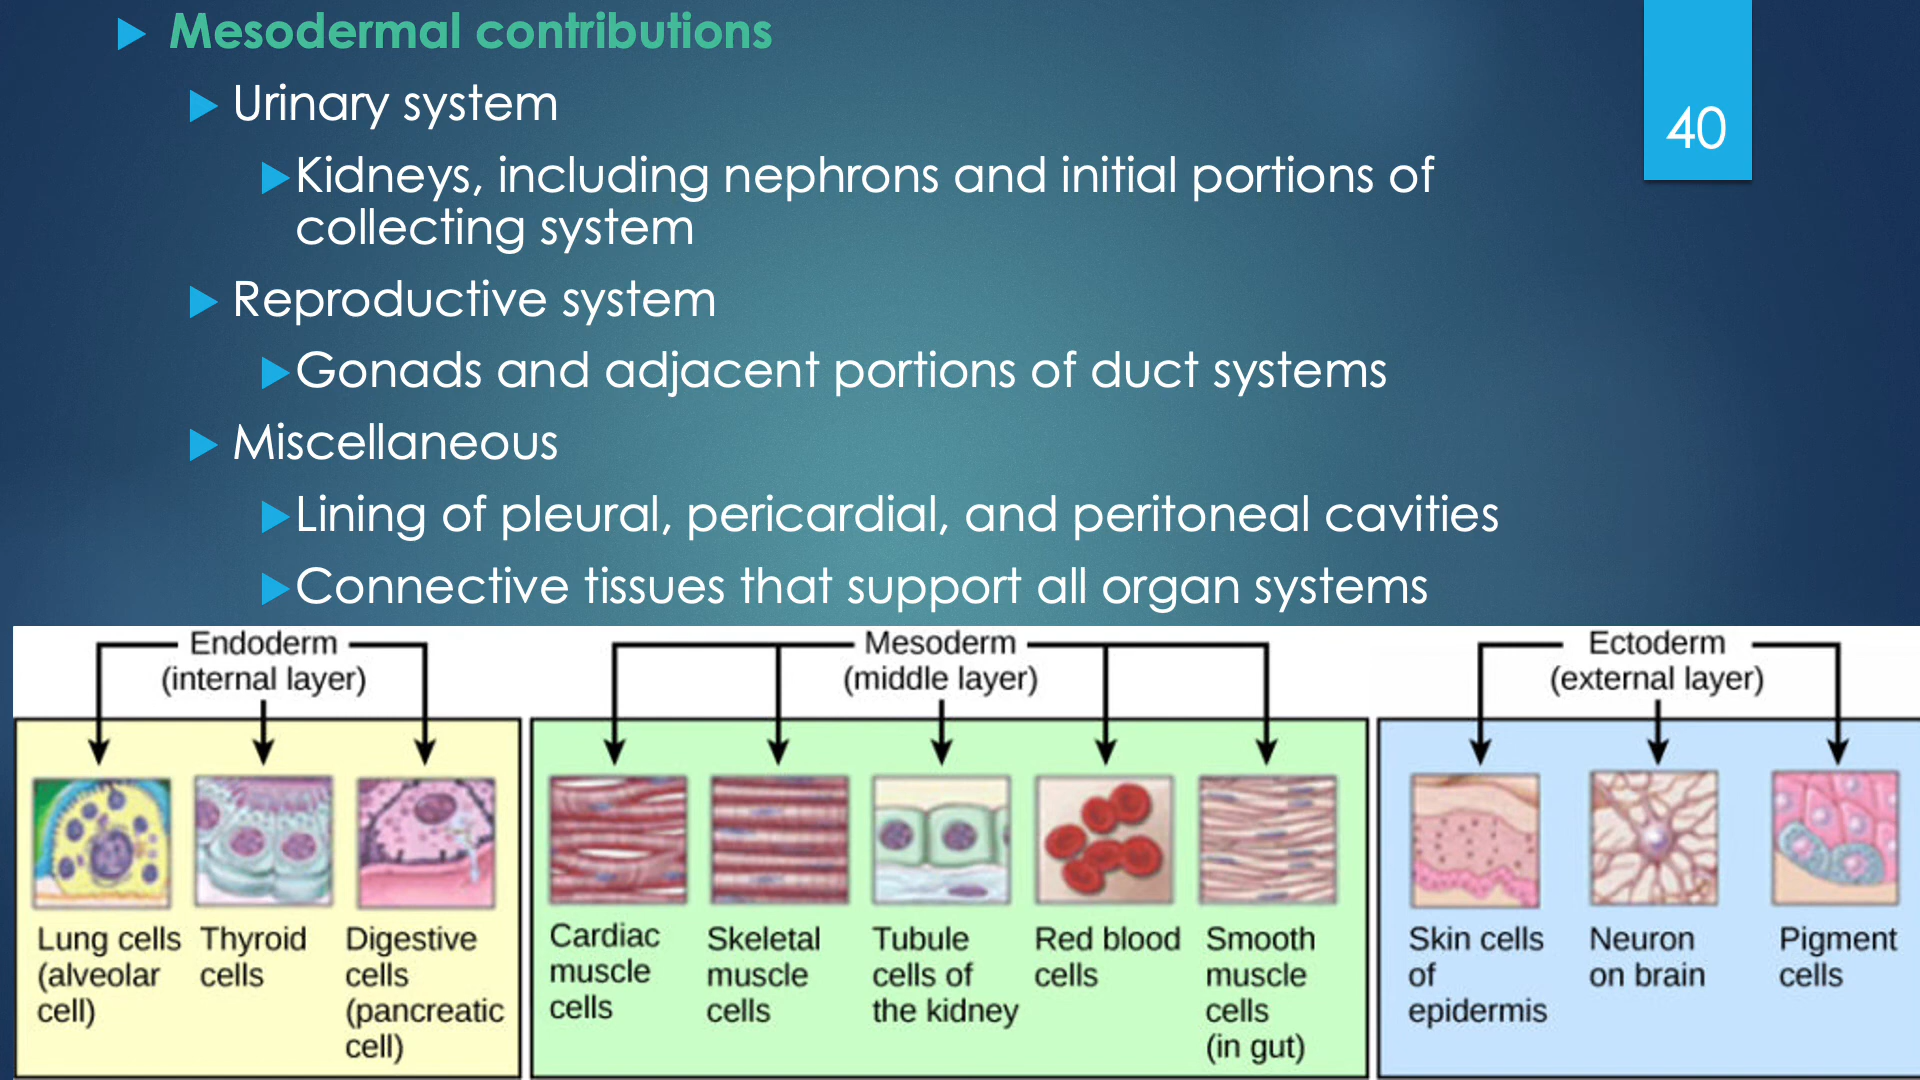 Mesodermal contributions
40
Urinary system
Kidneys, including nephrons and initial portions of
collecting system
Reproductive system
Gonads and adjacent portions of duct systems
Miscellaneous
Lining of pleural, pericardial, and peritoneal cavities
Connective tissues that support all organ systems
Endoderm
(internal layer)
Lung cells
(alveolar
cell)
Thyroid
cells
Digestive
cells
(pancreatic
cell)
Mesoderm
(middle layer)
Cardiac
muscle
cells
Skeletal
muscle
cells
Tubule
cells of
the kidney
Red blood
cells
Smooth
muscle
cells
(in gut)
Ectoderm
(external layer)
Skin cells
of
epidermis
Neuron
on brain
Pigment
cells